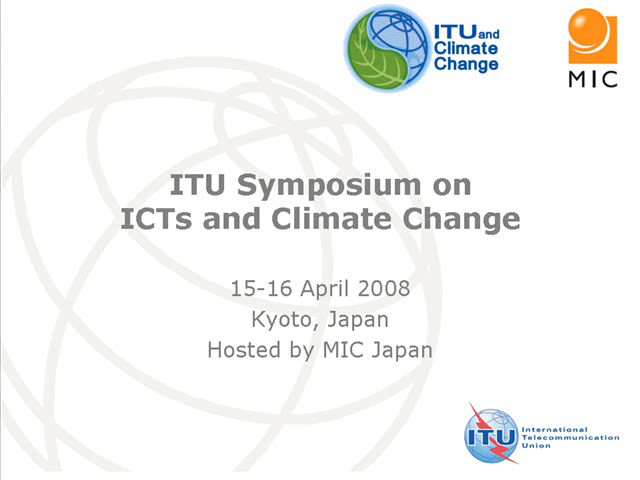 ITU and
Climate
Change
MIC
ITU Symposium on
ICTs and Climate Change
15-16 April 2008
Kyoto, Japan
Hosted by MIC Japan
ITU
International
Telecommunication
Union